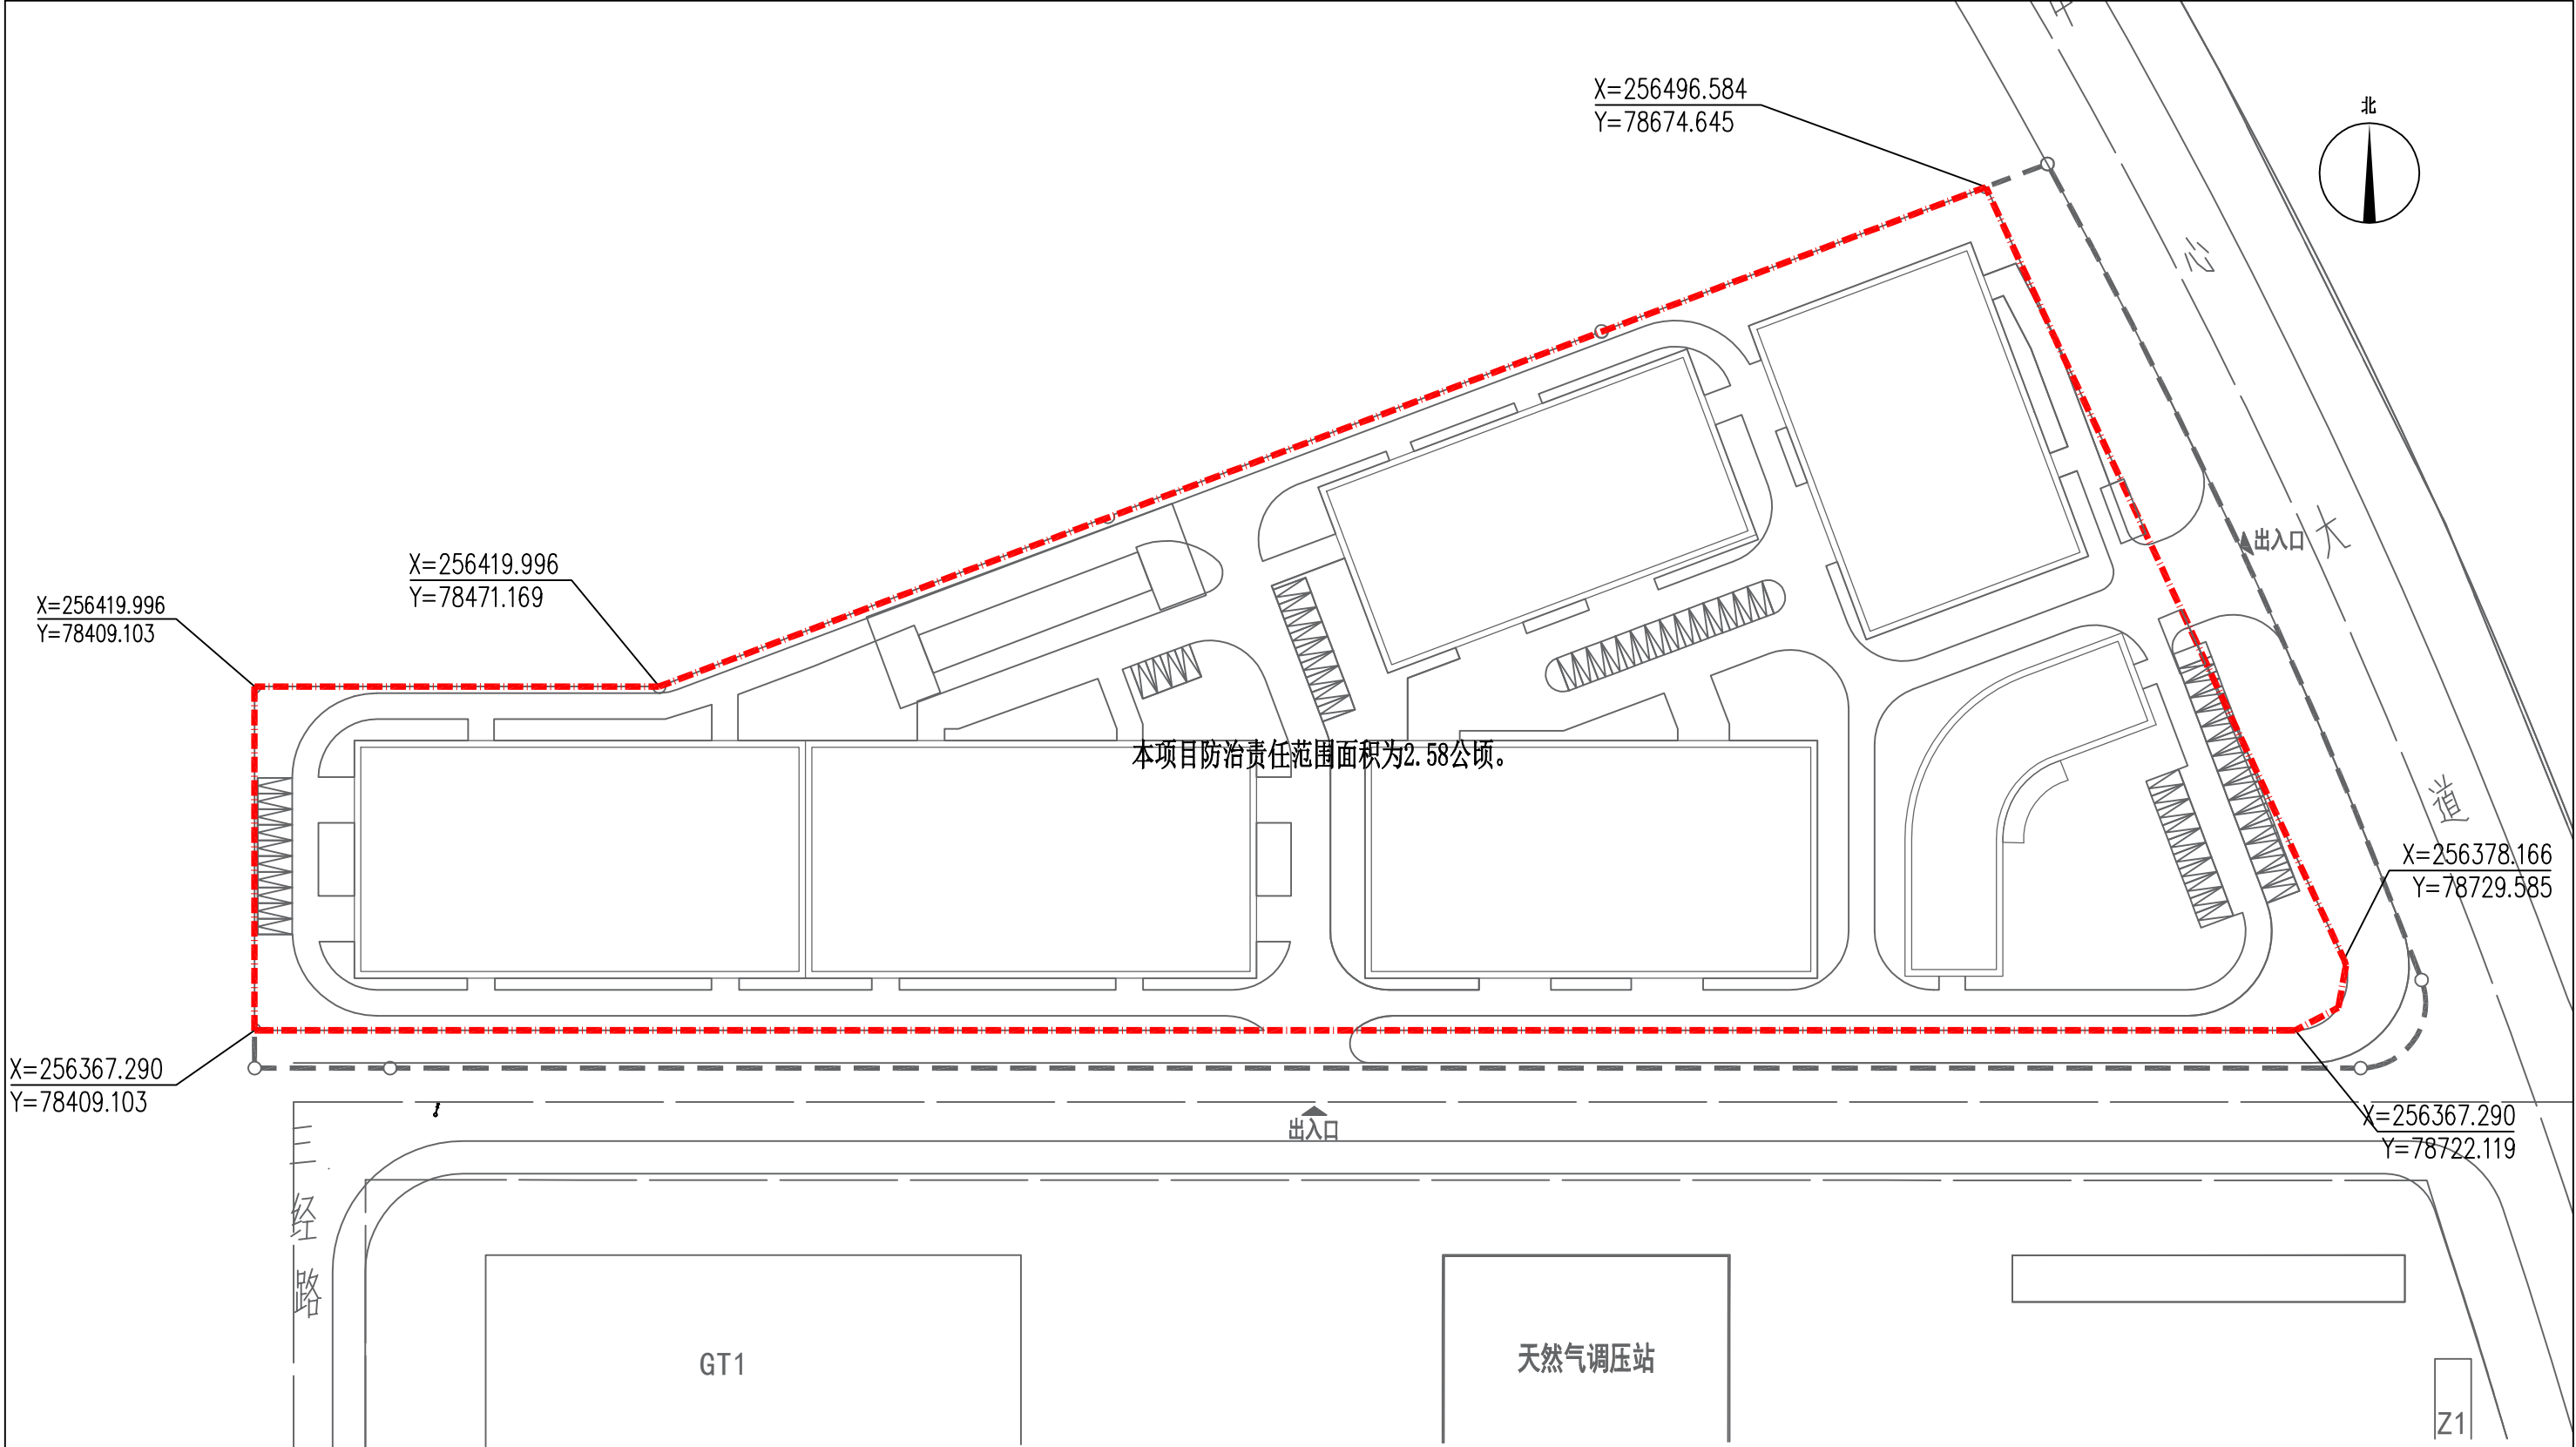 X=256496.584
Y=78674.645
北
心
X=256419.996
Y=78471.169
大
出入口
X=256419.996
Y=78409.103
本项目防治责任范围面积为2.58公顷。
道
X=256378.166
Y=78729.585
X=256367.290
Y=78409.103
X=256367.290
Y=78722.119
出入口
三
经
路
GT1
天然气调压站
Z1